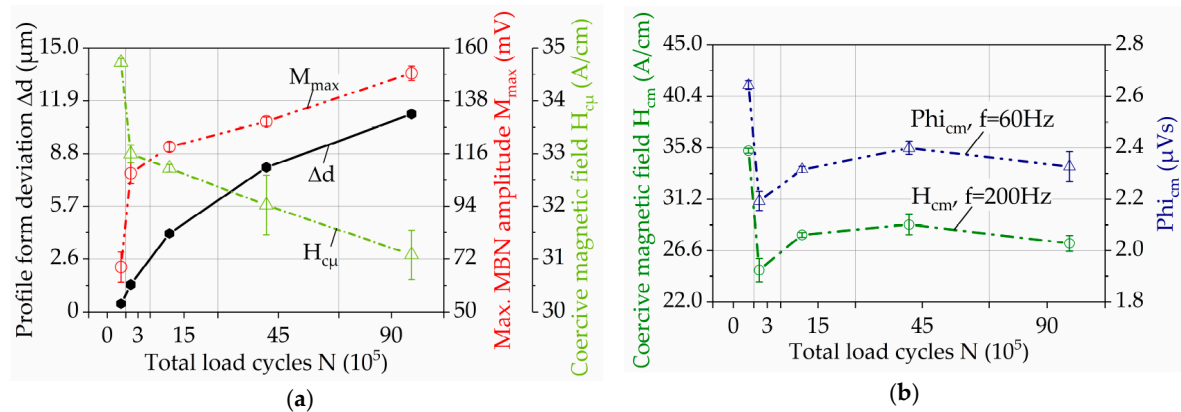 Profile form deviation Δd (µm)
15.0
11.9
8.8
5.7
2.6
0
Mmax
Δd
Hcµ
160
138
116
94
72
50
Max. MBN amplitude Mmax (mV)
35
34
33
32
31
30
Coercive magnetic field Hcµ (A/cm)
0 3 15 45 90
Total load cycles N (10⁵)
(a)
Coercive magnetic field Hcm (A/cm)
45.0
40.4
35.8
31.2
26.6
22.0
Phicm, f=60Hz
Hcm, f=200Hz
2.8
2.6
2.4
2.2
2.0
1.8
Phicm (µVs)
0 3 15 45 90
Total load cycles N (10⁵)
(b)